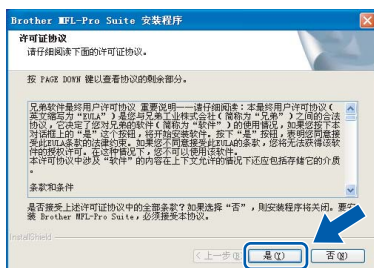 Brother MFL-Pro Suite 安装程序
许可证协议
请仔细阅读下面的许可证协议。
按 PAGE DOWN 键以查看协议的剩余部分。
兄弟软件最终用户许可协议 重要说明——请仔细阅读：本最终用户许可协议(
英文缩写为“EULA”)是您与兄弟工业株式会社(简称为“兄弟”)之间的合法
协议，它决定了您对兄弟的软件(简称为“软件”)的使用情况，如果您按下本
对话框上的“是”这个按钮，将开始安装软件。按下“是”按钮，表明您同意接
受此EULA条款的法律约束。如果您不同意接受此EULA的条款，您将无法获得该软
件的授权许可。在这种情况下，您不可以使用该软件。
本许可协议中涉及“软件”的内容在上下文允许的情况下还应包括存储它的介质
。
条款和条件
是否接受上述许可证协议中的全部条款？如果选择“否”，则安装程序将关闭。要安
装 Brother MFL-Pro Suite，必须接受本协议。
InstallShield
<上一步(B) 是(Y) 否(N)